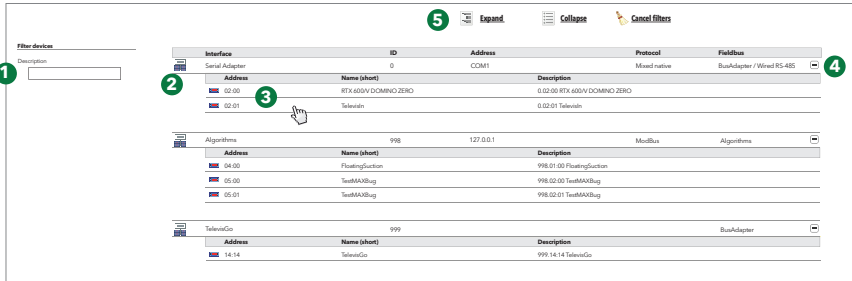 5 Expand Collapse Cancel filters
Filter devices
Description
1
Interface ID Address Protocol Fieldbus
Serial Adapter 0 COM1 Mixed native BusAdapter / Wired RS-485
4
2
Address Name (short) Description
02:00 RTX 600/V DOMINO ZERO 0.02:00 RTX 600/V DOMINO ZERO
3
02:01 TelevisIn 0.02:01 TelevisIn
Algorithms 998 127.0.0.1 ModBus Algorithms
Address Name (short) Description
04:00 FloatingSuction 998.01:00 FloatingSuction
05:00 TestMAXBug 998.02:00 TestMAXBug
05:01 TestMAXBug 998.02:01 TestMAXBug
TelevisGo 999 BusAdapter
Address Name (short) Description
14:14 TelevisGo 999.14:14 TelevisGo